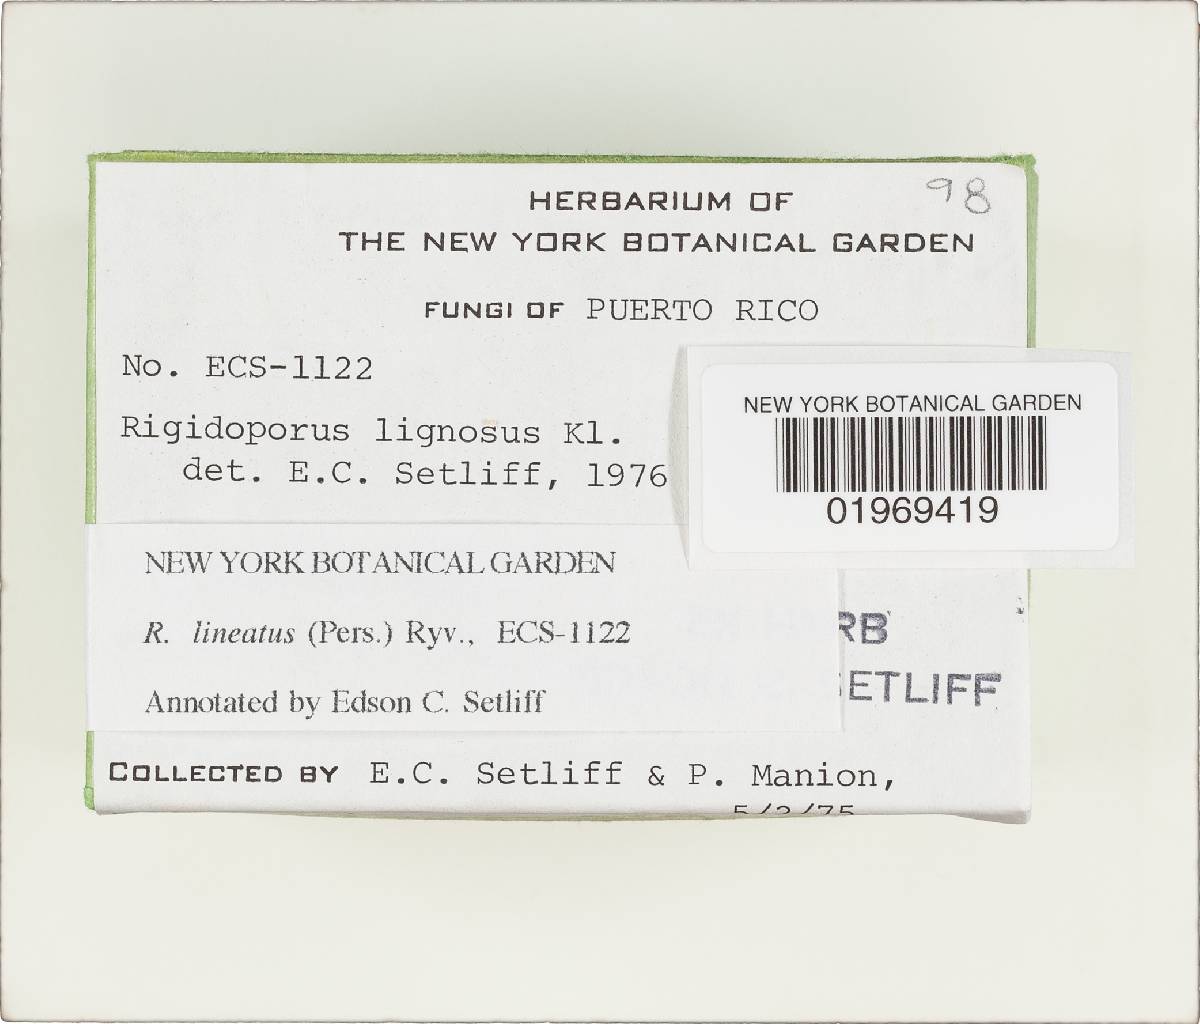 98
HERBARIUM OF
THE NEW YORK BOTANICAL GARDEN
FUNGI OF PUERTO RICO
No. ECS-1122
Rigidoporus lignosus Kl.
det. E.C. Setliff, 1976
NEW YORK BOTANICAL GARDEN
01969419
NEW YORK BOTANICAL GARDEN
R. lineatus (Pers.) Ryv., ECS-1122
Annotated by Edson C. Setliff
RB
ETLIFF
COLLECTED BY E.C. Setliff & P. Manion,